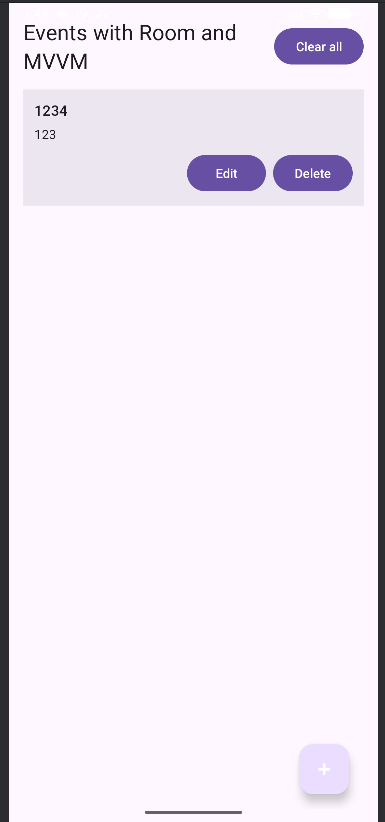 Events with Room and
MVVM
Clear all
1234
123
Edit
Delete
+